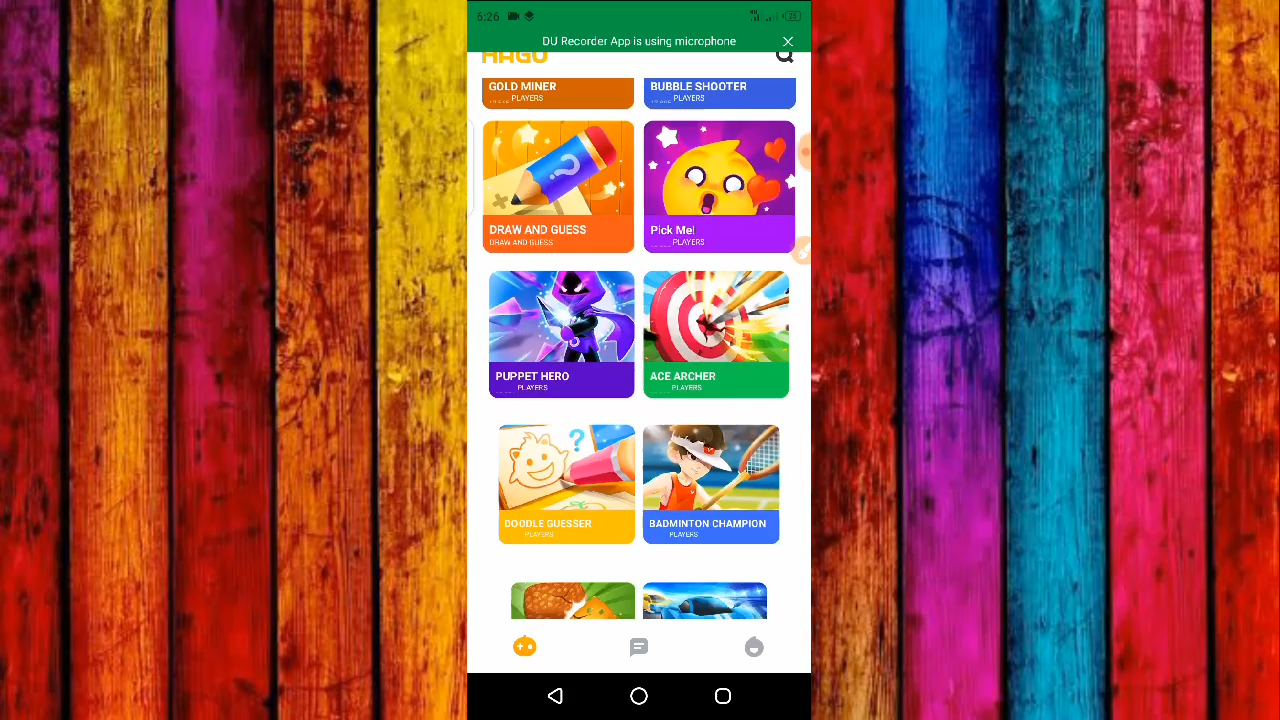 6:26
25
DU Recorder App is using microphone
HAGO
GOLD MINER
PLAYERS
BUBBLE SHOOTER
PLAYERS
DRAW AND GUESS
DRAW AND GUESS
Pick Me!
PLAYERS
PUPPET HERO
PLAYERS
ACE ARCHER
PLAYERS
DOODLE GUESSER
PLAYERS
BADMINTON CHAMPION
PLAYERS